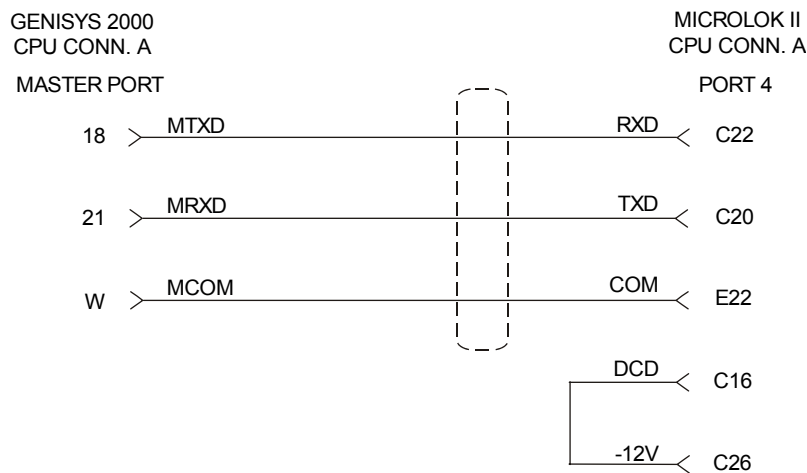 GENISYS 2000
CPU CONN. A
MASTER PORT
MICROLOK II
CPU CONN. A
PORT 4
18 MTXD RXD C22
21 MRXD TXD C20
W MCOM COM E22
DCD C16
-12V C26